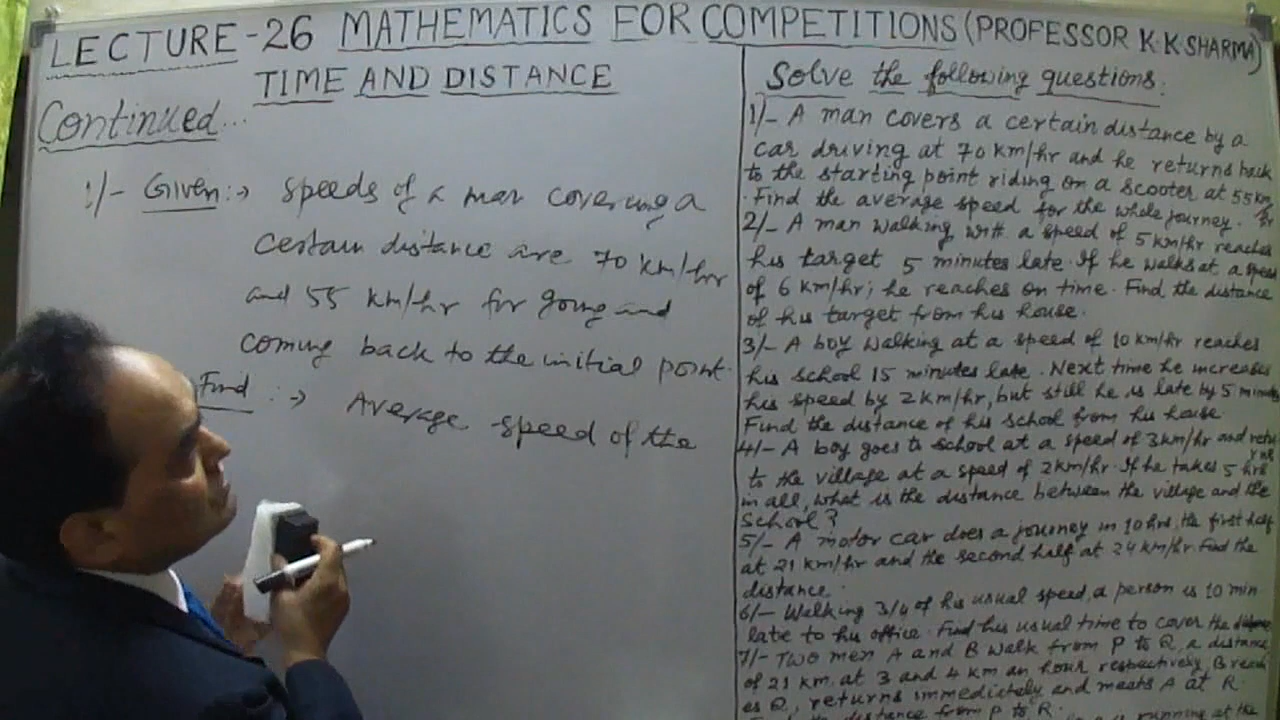 LECTURE-26 MATHEMATICS FOR COMPETITIONS (PROFESSOR K.K.SHARMA)
TIME AND DISTANCE
Continued...
1/- Given:→ Speeds of a man covering a
certain distance are 70 km/hr
and 55 km/hr for going and
coming back to the initial point.
Find :→ Average speed of the
Solve the following questions:
1/- A man covers a certain distance by a
car driving at 70 km/hr and he returns back
to the starting point riding on a scooter at 55 km/hr
. Find the average speed for the whole journey.
2/- A man walking with a speed of 5 km/hr reaches
his target 5 minutes late. If he walks at a speed
of 6 km/hr; he reaches on time. Find the distance
of his target from his house.
3/- A boy walking at a speed of 10 km/hr reaches
his school 15 minutes late. Next time he increases
his speed by 2 km/hr, but still he is late by 5 minutes
Find the distance of his school from his house
4/- A boy goes to school at a speed of 3 km/hr and returns
to the village at a speed of 2 km/hr. If he takes 5 hrs
in all, what is the distance between the village and the
school?
5/- A motor car does a journey in 10 hrs, the first half
at 21 km/hr and the second half at 24 km/hr. Find the
distance.
6/- Walking 3/4 of his usual speed, a person is 10 min
late to his office. Find his usual time to cover the distance
7/- Two men A and B walk from P to Q, a distance
of 21 km. at 3 and 4 km an hour respectively. B reach
es Q, returns immediately and meets A at R.
the distance from P to R.
is running at the